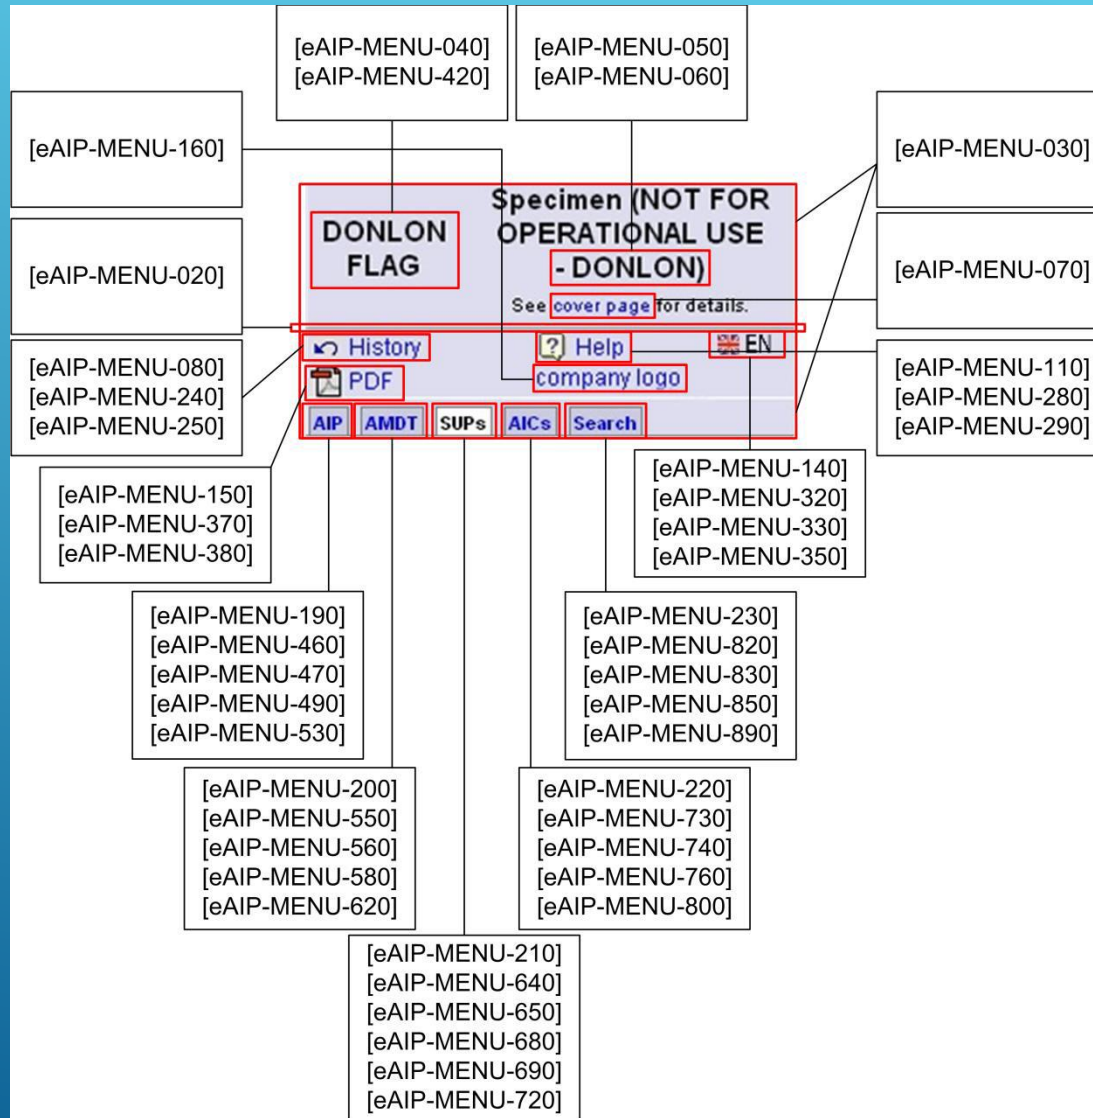 [eAIP-MENU-040]
[eAIP-MENU-420]
[eAIP-MENU-050]
[eAIP-MENU-060]
[eAIP-MENU-160]
[eAIP-MENU-030]
[eAIP-MENU-020]
[eAIP-MENU-070]
DONLON
FLAG
Specimen (NOT FOR
OPERATIONAL USE
- DONLON)
See cover page for details.
History
Help
EN
PDF
company logo
AIP AMDT SUPs AICs Search
[eAIP-MENU-080]
[eAIP-MENU-240]
[eAIP-MENU-250]
[eAIP-MENU-110]
[eAIP-MENU-280]
[eAIP-MENU-290]
[eAIP-MENU-150]
[eAIP-MENU-370]
[eAIP-MENU-380]
[eAIP-MENU-140]
[eAIP-MENU-320]
[eAIP-MENU-330]
[eAIP-MENU-350]
[eAIP-MENU-190]
[eAIP-MENU-460]
[eAIP-MENU-470]
[eAIP-MENU-490]
[eAIP-MENU-530]
[eAIP-MENU-230]
[eAIP-MENU-820]
[eAIP-MENU-830]
[eAIP-MENU-850]
[eAIP-MENU-890]
[eAIP-MENU-200]
[eAIP-MENU-550]
[eAIP-MENU-560]
[eAIP-MENU-580]
[eAIP-MENU-620]
[eAIP-MENU-220]
[eAIP-MENU-730]
[eAIP-MENU-740]
[eAIP-MENU-760]
[eAIP-MENU-800]
[eAIP-MENU-210]
[eAIP-MENU-640]
[eAIP-MENU-650]
[eAIP-MENU-680]
[eAIP-MENU-690]
[eAIP-MENU-720]